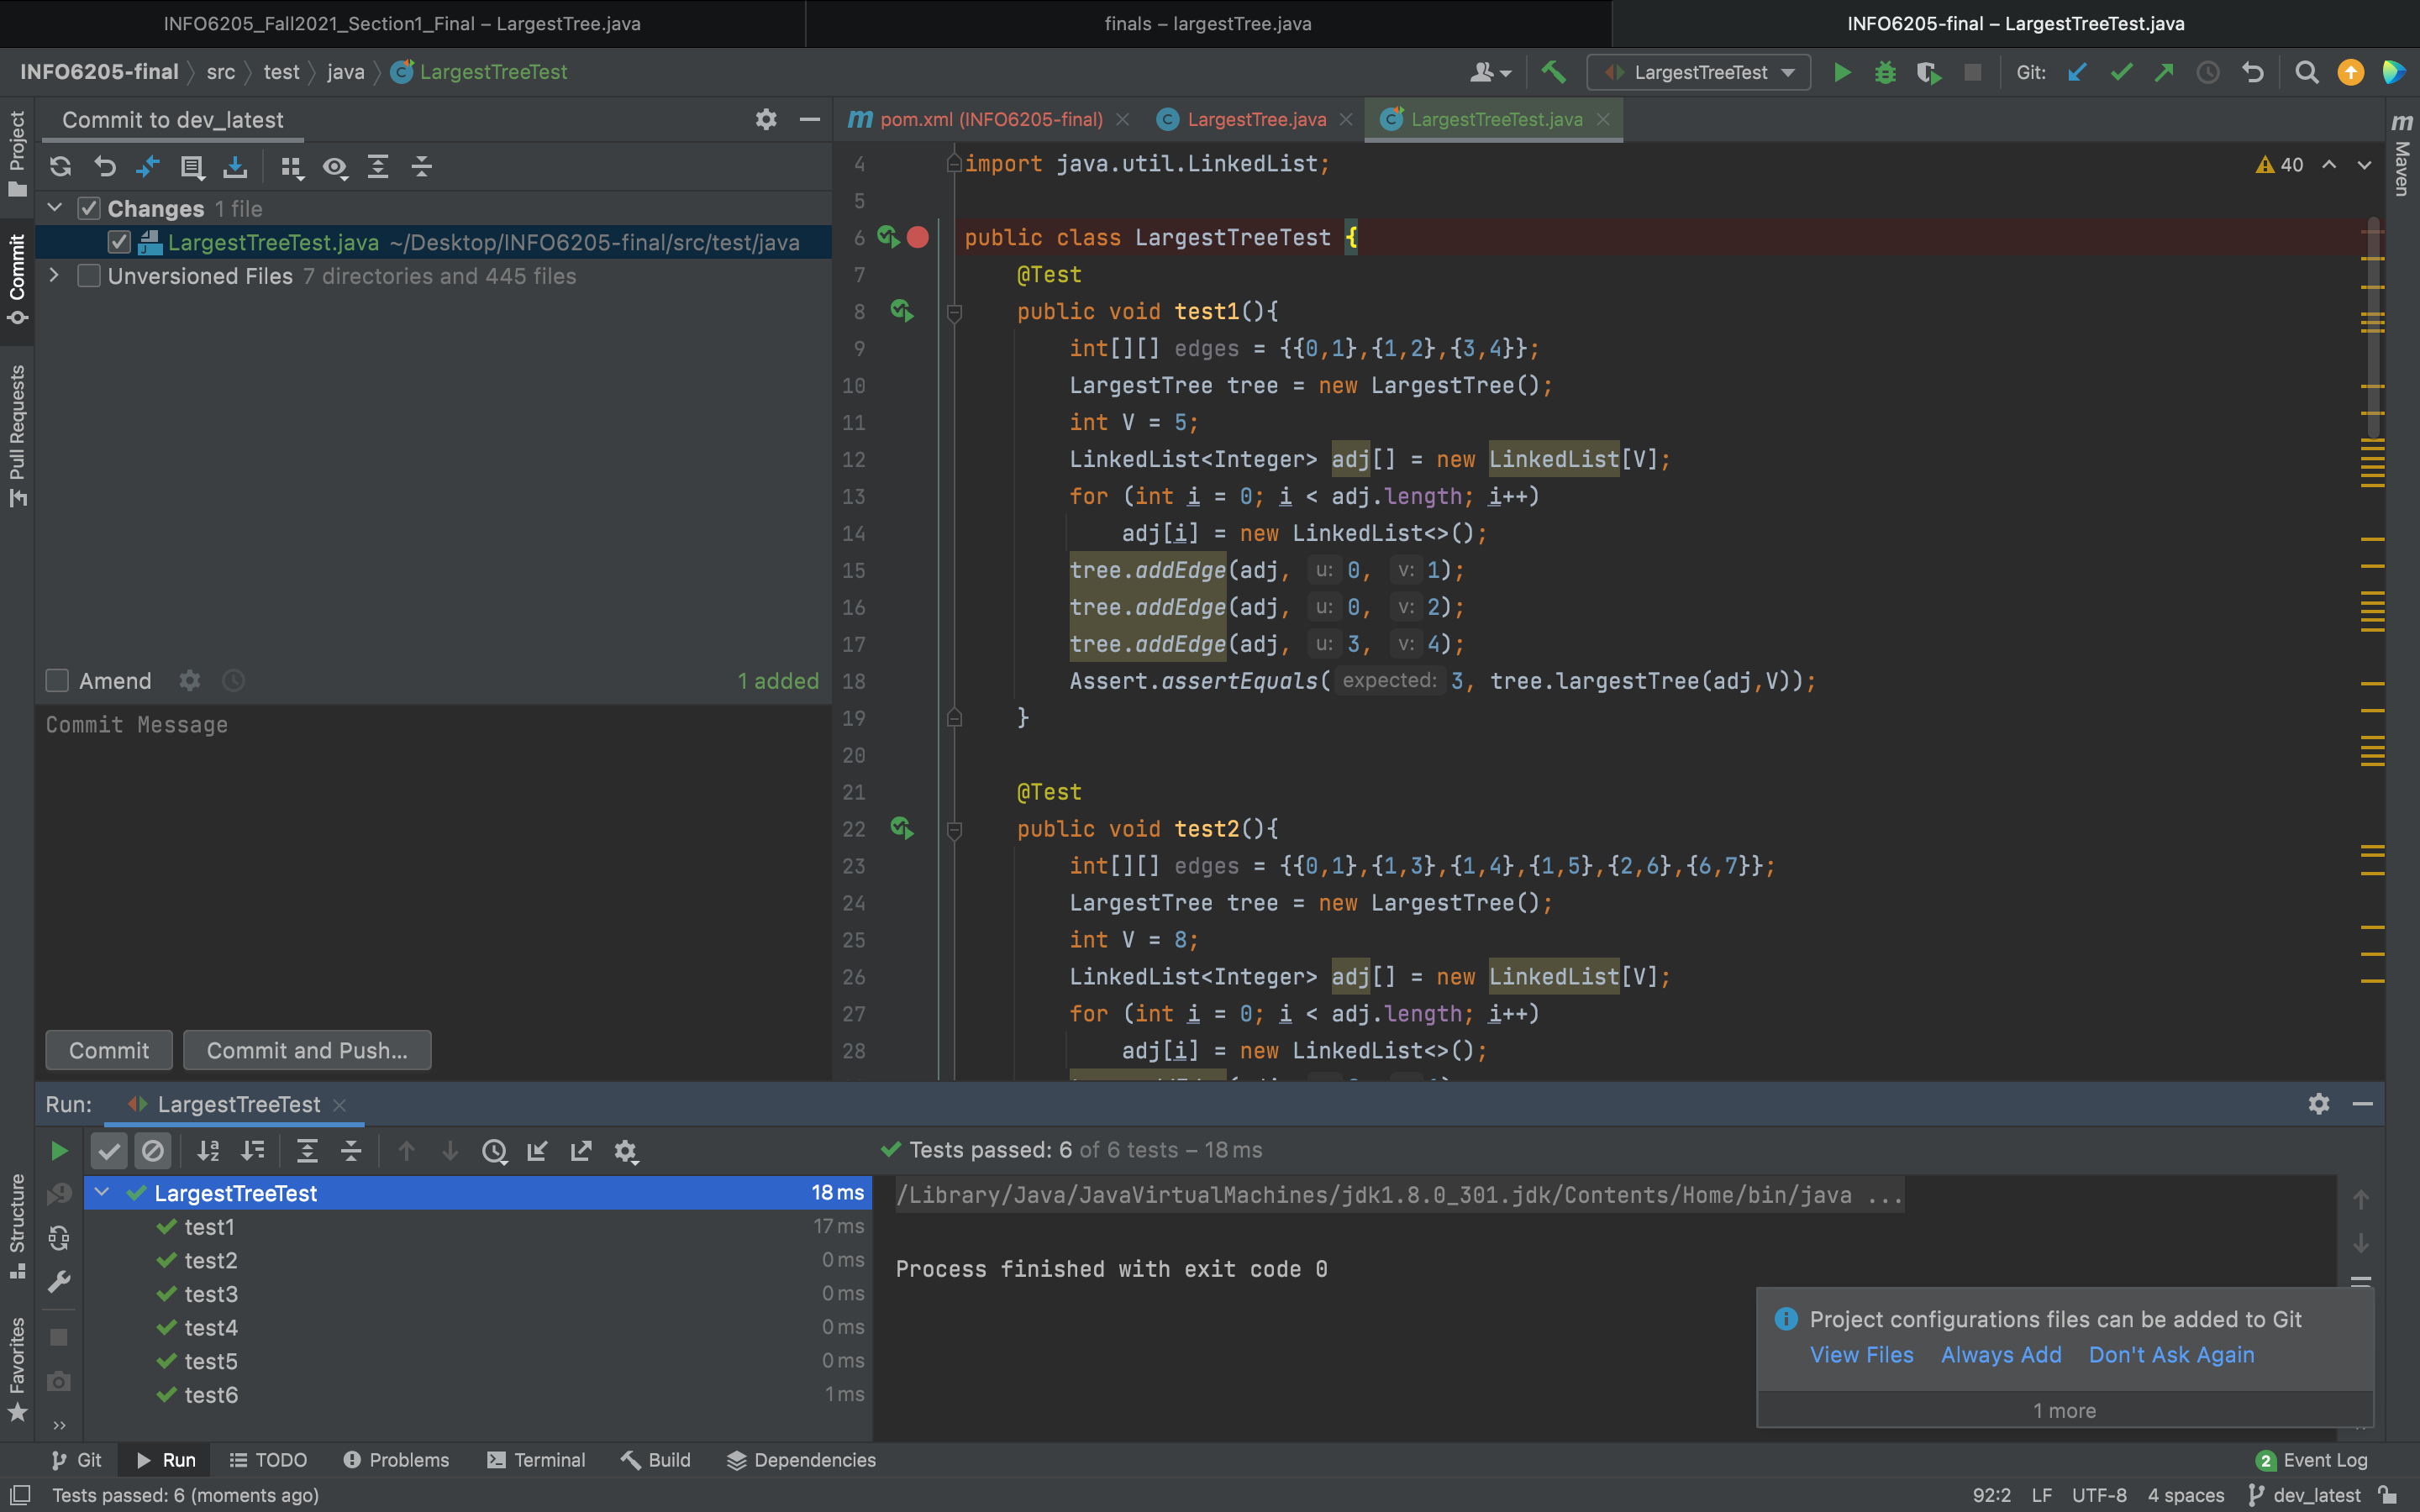 INFO6205_Fall2021_Section1_Final – LargestTree.java
finals – largestTree.java
INFO6205-final – LargestTreeTest.java
INFO6205-final
src
test
java
LargestTreeTest
LargestTreeTest
Git:
Project
Commit
Pull Requests
Structure
Favorites
Maven
Commit to dev_latest
pom.xml (INFO6205-final)
LargestTree.java
LargestTreeTest.java
Changes 1 file
LargestTreeTest.java ~/Desktop/INFO6205-final/src/test/java
Unversioned Files 7 directories and 445 files
Amend
1 added
Commit Message
Commit
Commit and Push...
40
4 import java.util.LinkedList;
5
6 public class LargestTreeTest {
7 @Test
8 public void test1(){
9 int[][] edges = {{0,1},{1,2},{3,4}};
10 LargestTree tree = new LargestTree();
11 int V = 5;
12 LinkedList<Integer> adj[] = new LinkedList[V];
13 for (int i = 0; i < adj.length; i++)
14 adj[i] = new LinkedList<>();
15 tree.addEdge(adj, u: 0, v: 1);
16 tree.addEdge(adj, u: 0, v: 2);
17 tree.addEdge(adj, u: 3, v: 4);
18 Assert.assertEquals( expected: 3, tree.largestTree(adj,V));
19 }
20
21 @Test
22 public void test2(){
23 int[][] edges = {{0,1},{1,3},{1,4},{1,5},{2,6},{6,7}};
24 LargestTree tree = new LargestTree();
25 int V = 8;
26 LinkedList<Integer> adj[] = new LinkedList[V];
27 for (int i = 0; i < adj.length; i++)
28 adj[i] = new LinkedList<>();
Run: LargestTreeTest
Tests passed: 6 of 6 tests – 18 ms
LargestTreeTest 18 ms
test1 17 ms
test2 0 ms
test3 0 ms
test4 0 ms
test5 0 ms
test6 1 ms
/Library/Java/JavaVirtualMachines/jdk1.8.0_301.jdk/Contents/Home/bin/java ...
Process finished with exit code 0
Project configurations files can be added to Git
View Files Always Add Don't Ask Again
1 more
Git
Run
TODO
Problems
Terminal
Build
Dependencies
2 Event Log
Tests passed: 6 (moments ago)
92:2 LF UTF-8 4 spaces dev_latest